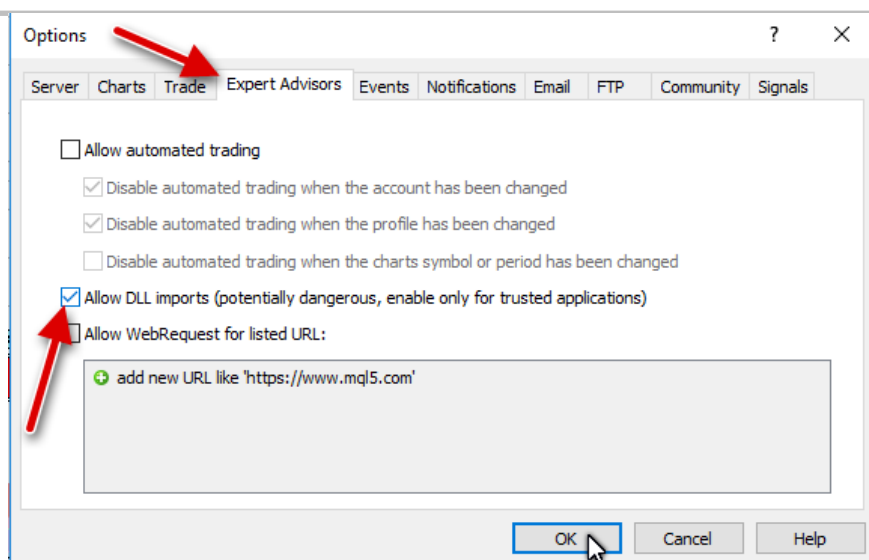 Options ?
Server Charts Trade Expert Advisors Events Notifications Email FTP Community Signals
Allow automated trading
Disable automated trading when the account has been changed
Disable automated trading when the profile has been changed
Disable automated trading when the charts symbol or period has been changed
Allow DLL imports (potentially dangerous, enable only for trusted applications)
Allow WebRequest for listed URL:
add new URL like 'https://www.mql5.com'
OK Cancel Help